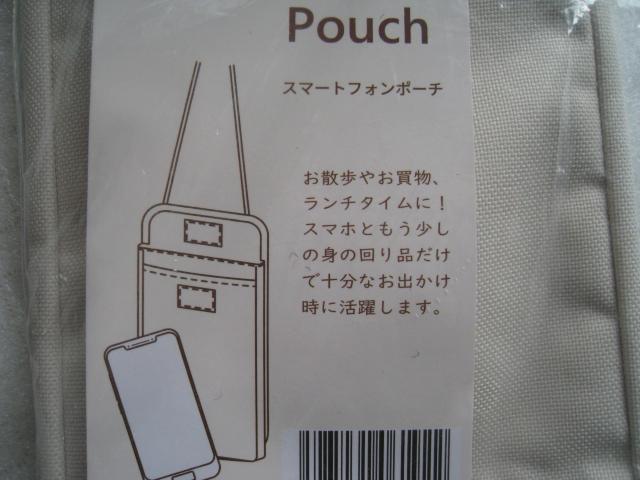 Pouch
スマートフォンポーチ
お散歩やお買物、
ランチタイムに！
スマホともう少し
の身の回り品だけ
で十分なお出かけ
時に活躍します。